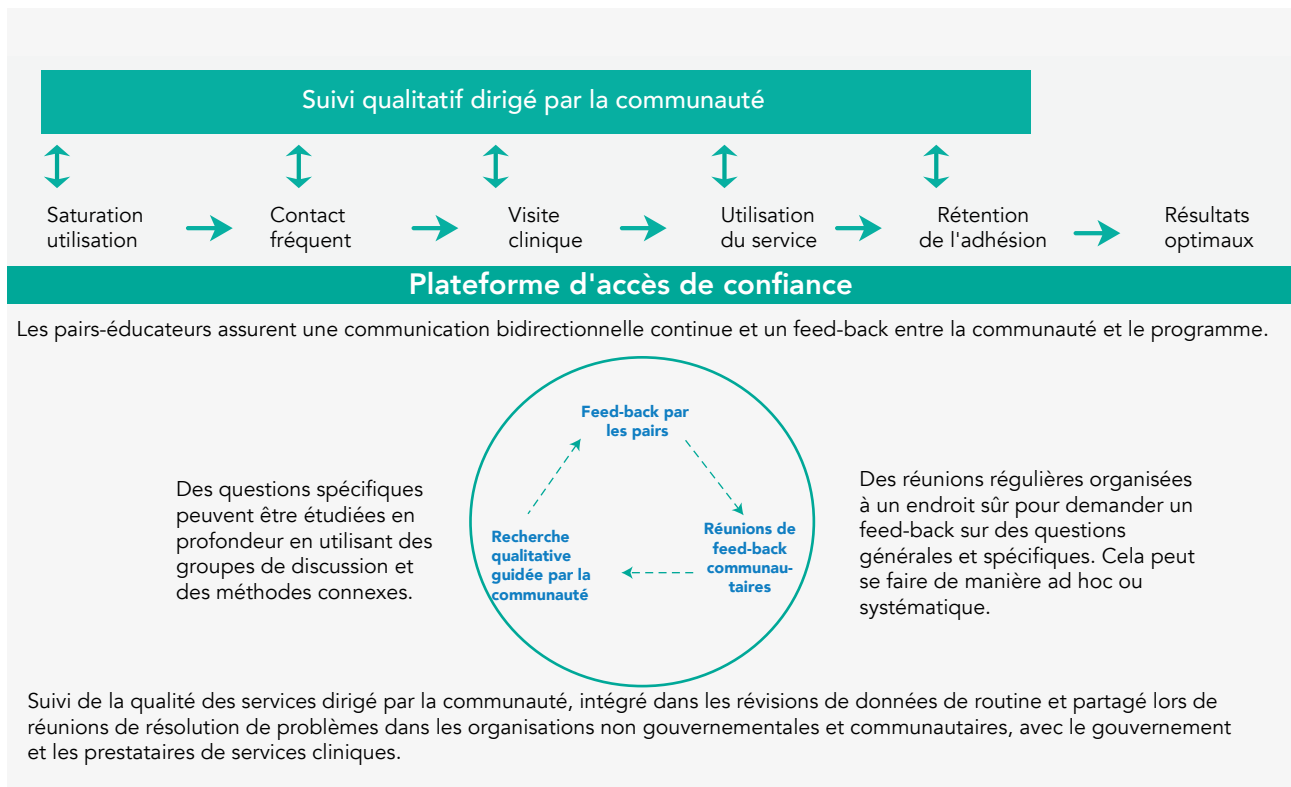 Suivi qualitatif dirigé par la communauté
Saturation
utilisation
Contact
fréquent
Visite
clinique
Utilisation
du service
Rétention
de l'adhésion
Résultats
optimaux
Plateforme d'accès de confiance
Les pairs-éducateurs assurent une communication bidirectionnelle continue et un feed-back entre la communauté et le programme.
Feed-back par
les pairs
Des questions spécifiques
peuvent être étudiées en
profondeur en utilisant des
groupes de discussion et
des méthodes connexes.
Recherche
qualitative
guidée par la
communauté
Réunions de
feed-back
communau-
taires
Des réunions régulières organisées
à un endroit sûr pour demander un
feed-back sur des questions
générales et spécifiques. Cela peut
se faire de manière ad hoc ou
systématique.
Suivi de la qualité des services dirigé par la communauté, intégré dans les révisions de données de routine et partagé lors de
réunions de résolution de problèmes dans les organisations non gouvernementales et communautaires, avec le gouvernement
et les prestataires de services cliniques.